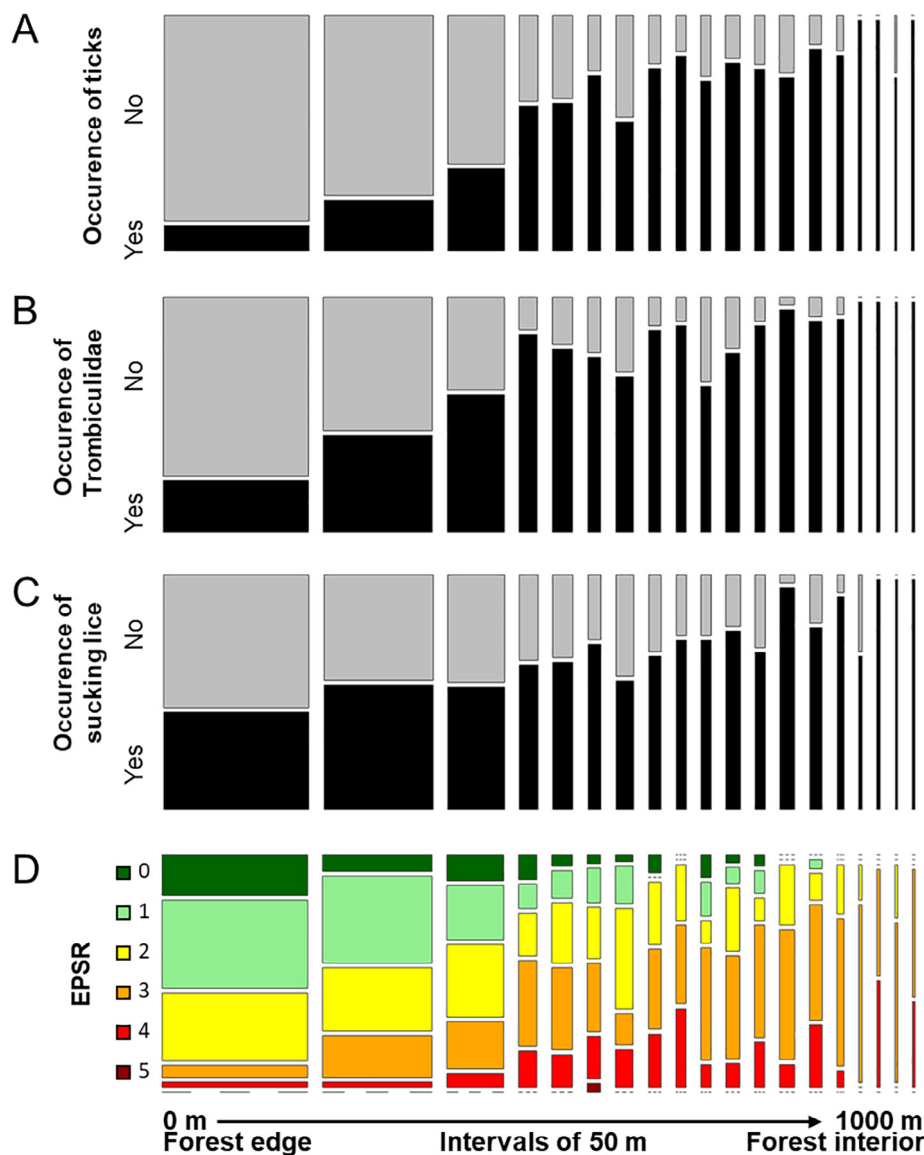 A
Occurence of ticks
No
Yes
B
Occurence of
Trombiculidae
No
Yes
C
Occurence of
sucking lice
No
Yes
D
EPSR
0
1
2
3
4
5
0 m
1000 m
Forest edge
Intervals of 50 m
Forest interior